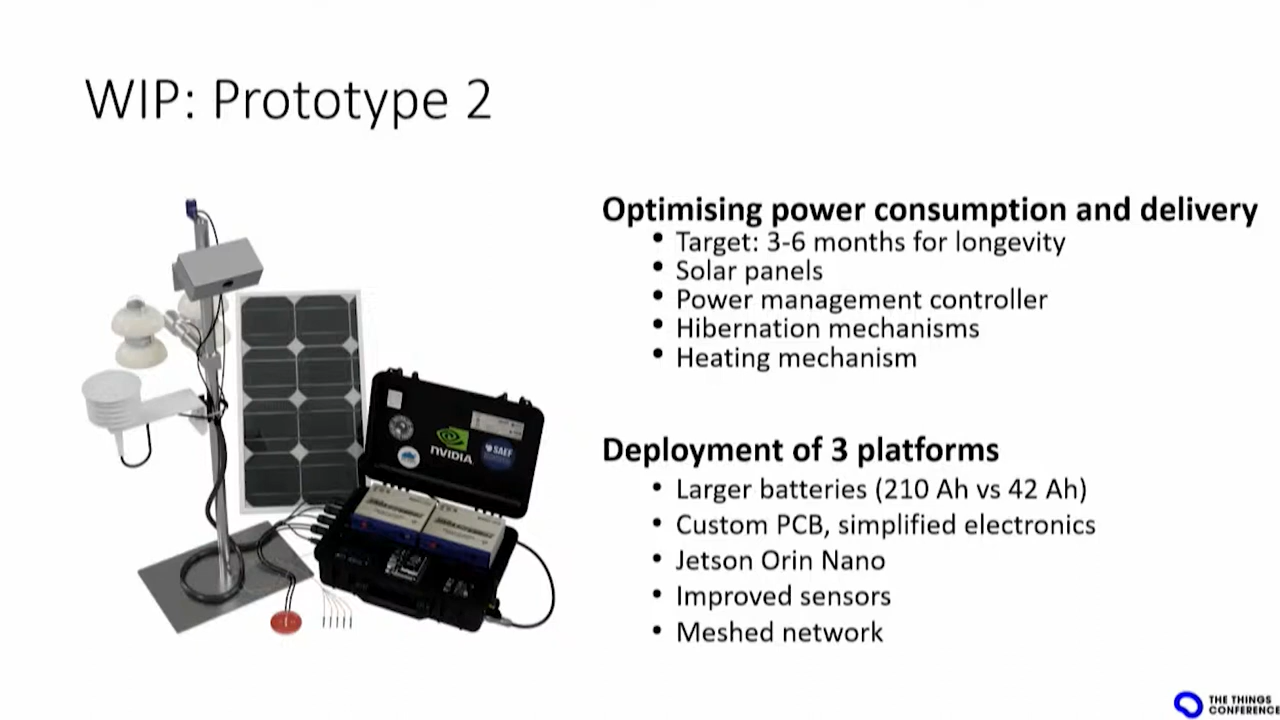 WIP: Prototype 2
Optimising power consumption and delivery
• Target: 3-6 months for longevity
• Solar panels
• Power management controller
• Hibernation mechanisms
• Heating mechanism
Deployment of 3 platforms
• Larger batteries (210 Ah vs 42 Ah)
• Custom PCB, simplified electronics
• Jetson Orin Nano
• Improved sensors
• Meshed network
NVIDIA
SAEF
THE THINGS
CONFERENCE